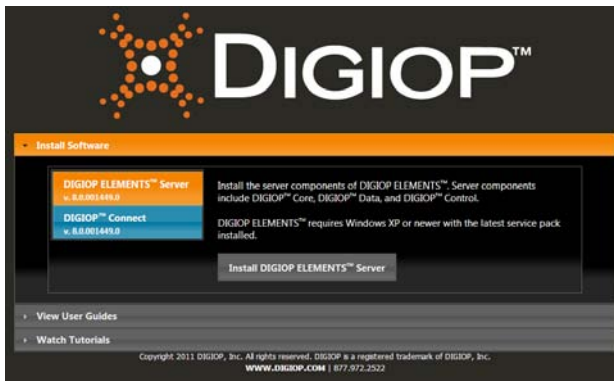 DIGIOP™
Install Software
DIGIOP ELEMENTS™ Server
v. 8.0.001449.0
DIGIOP™ Connect
v. 8.0.001449.0
Install the server components of DIGIOP ELEMENTS™. Server components
include DIGIOP™ Core, DIGIOP™ Data, and DIGIOP™ Control.
DIGIOP ELEMENTS™ requires Windows XP or newer with the latest service pack
installed.
Install DIGIOP ELEMENTS™ Server
View User Guides
Watch Tutorials
Copyright 2011 DIGIOP, Inc. All rights reserved. DIGIOP is a registered trademark of DIGIOP, Inc.
WWW.DIGIOP.COM | 877.972.2522